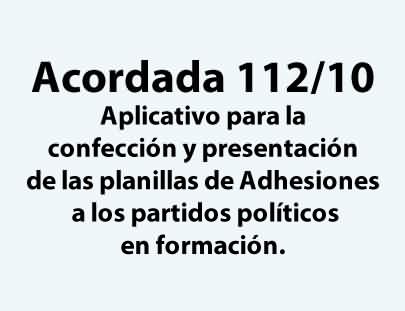 Acordada 112/10
Aplicativo para la
confección y presentación
de las planillas de Adhesiones
a los partidos políticos
en formación.